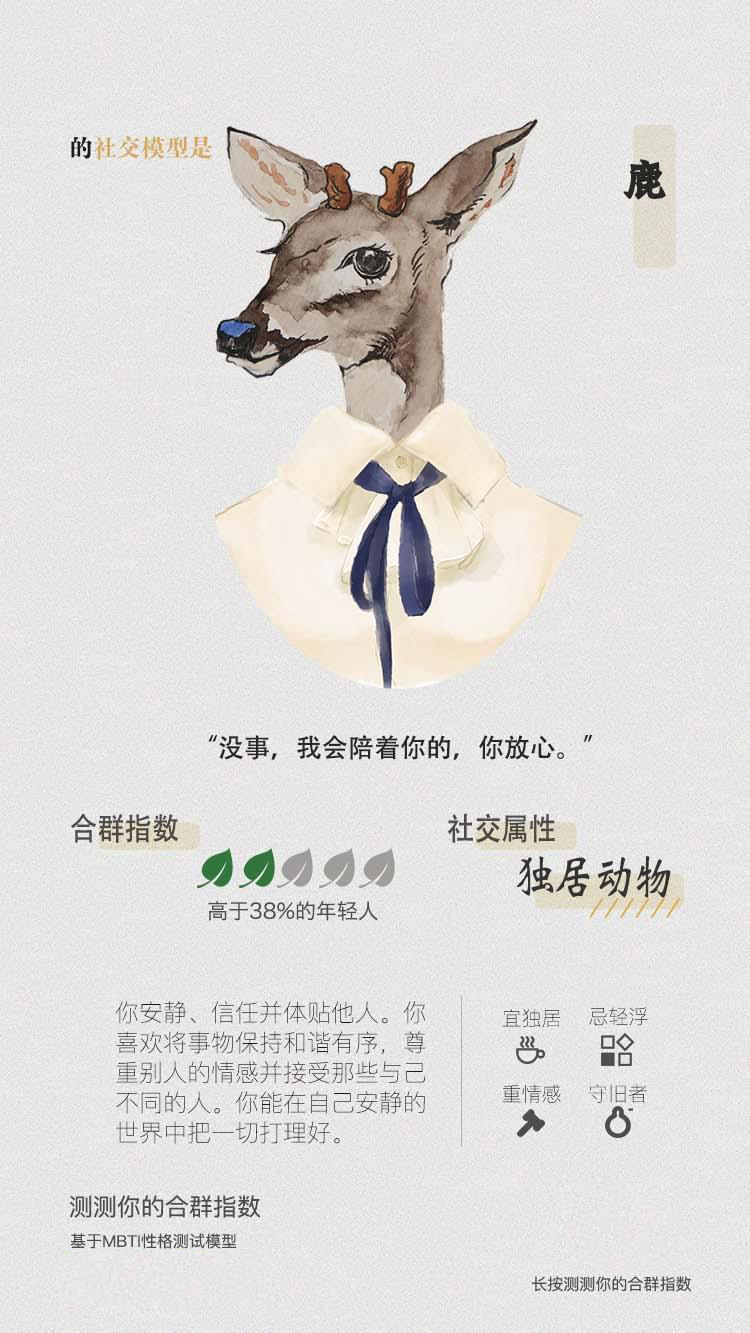 的社交模型是
鹿
“没事，我会陪着你的，你放心。”
合群指数
高于38%的年轻人
社交属性
独居动物
你安静、信任并体贴他人。你
喜欢将事物保持和谐有序，尊
重别人的情感并接受那些与己
不同的人。你能在自己安静的
世界中把一切打理好。
宜独居
忌轻浮
重情感
守旧者
测测你的合群指数
基于MBTI性格测试模型
长按测测你的合群指数